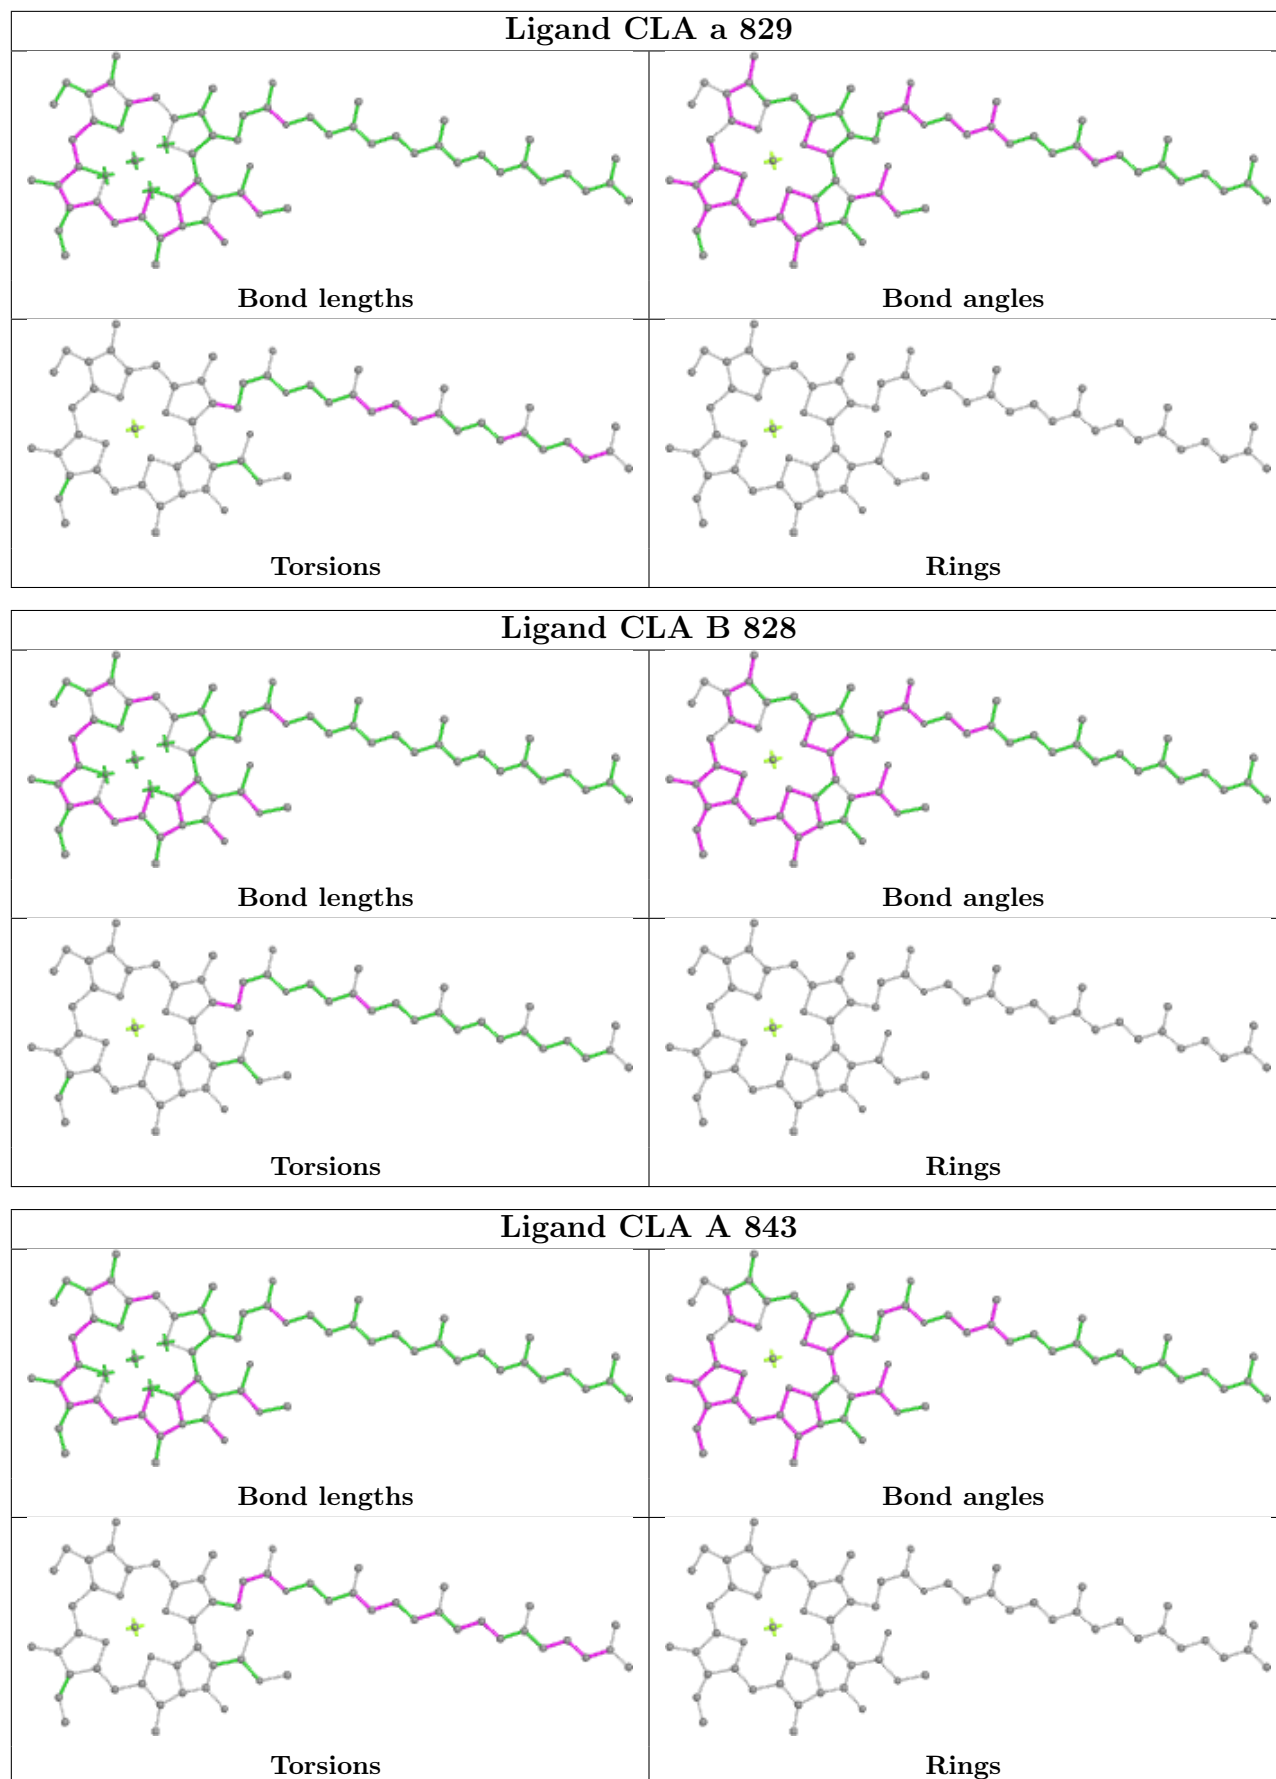 Ligand CLA a 829
Bond lengths
Bond angles
Torsions
Rings
Ligand CLA B 828
Bond lengths
Bond angles
Torsions
Rings
Ligand CLA A 843
Bond lengths
Bond angles
Torsions
Rings